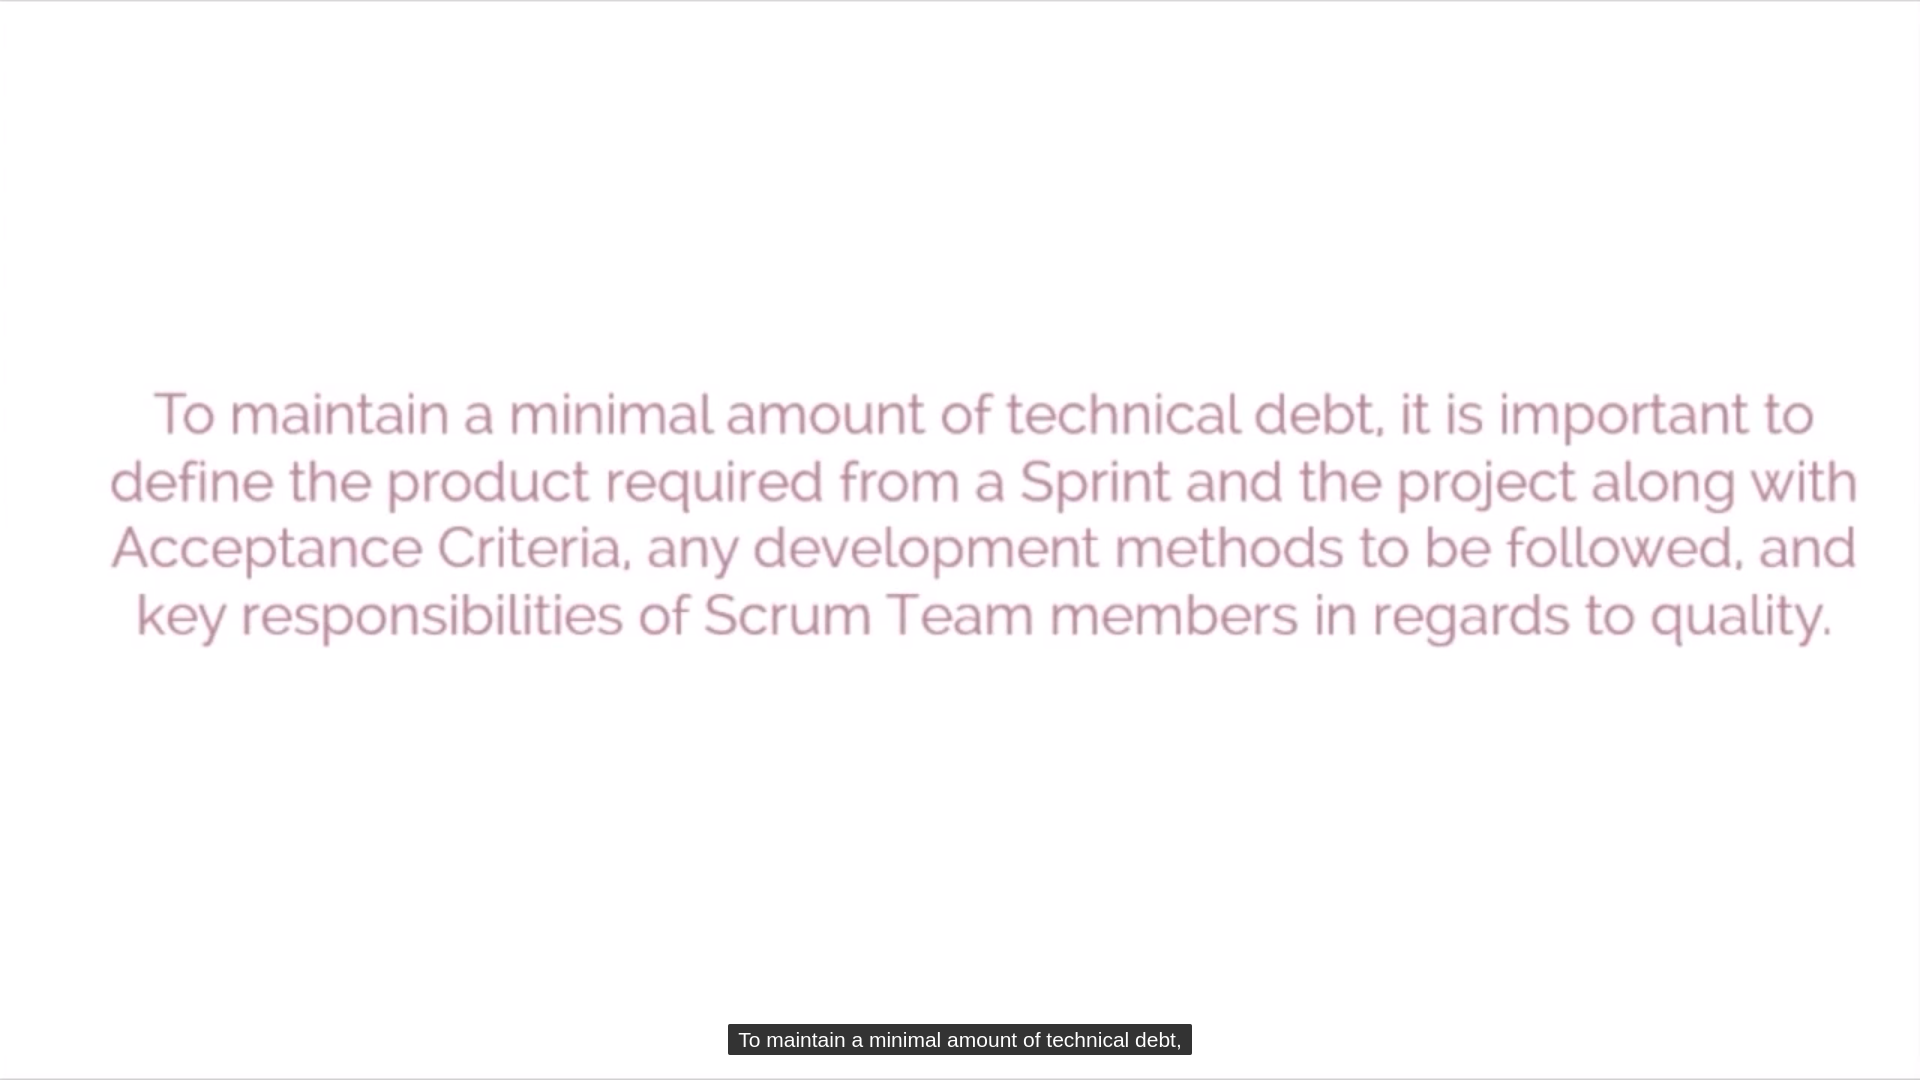 To maintain a minimal amount of technical debt, it is important to
define the product required from a Sprint and the project along with
Acceptance Criteria, any development methods to be followed, and
key responsibilities of Scrum Team members in regards to quality.
To maintain a minimal amount of technical debt,